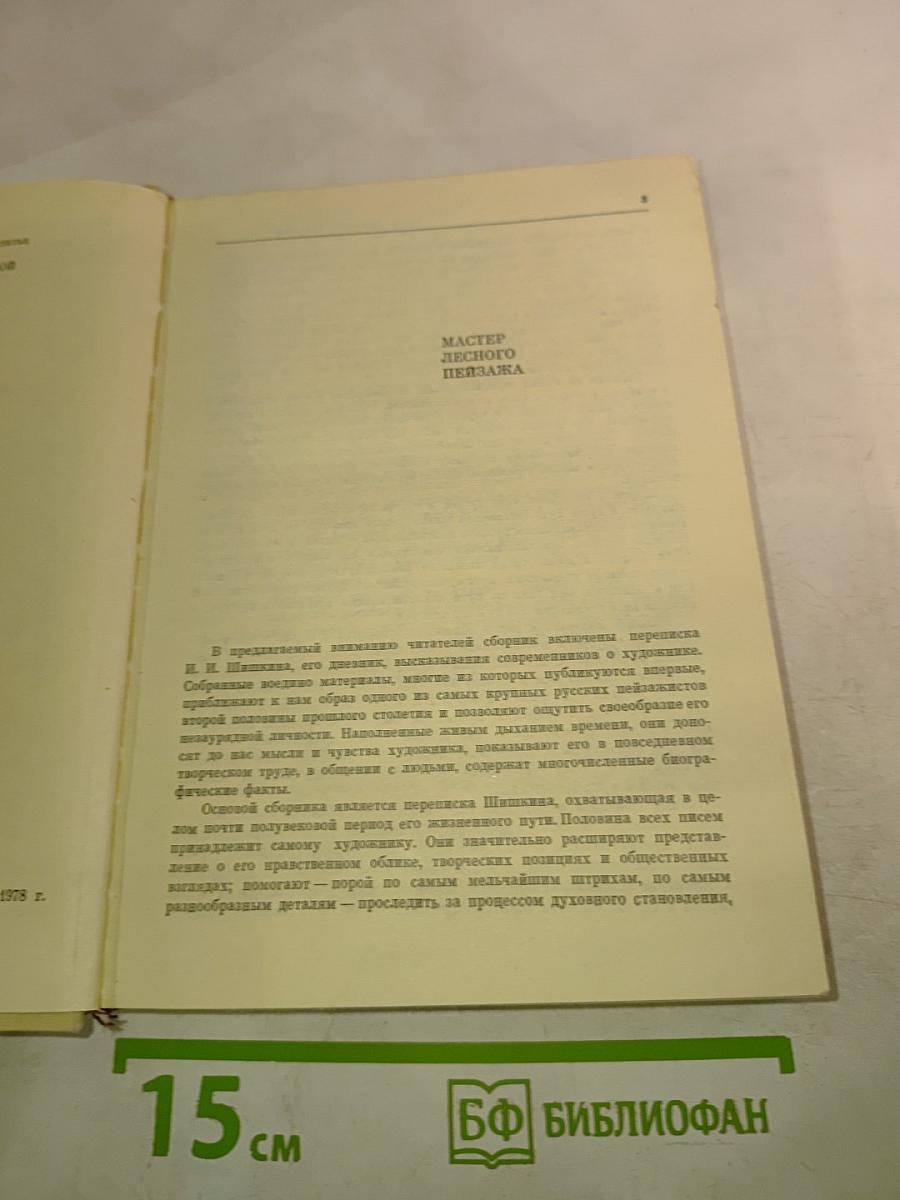 ой
1978 г.
МАСТЕР
ЛЕСНОГО
ПЕЙЗАЖА
В предлагаемый вниманию читателей сборник включены переписка
И. И. Шишкина, его дневник, высказывания современников о художнике.
Собранные воедино материалы, многие из которых публикуются впервые,
приближают к нам образ одного из самых крупных русских пейзажистов
второй половины прошлого столетия и позволяют ощутить своеобразие его
незаурядной личности. Наполненные живым дыханием времени, они доно-
сят до нас мысли и чувства художника, показывают его в повседневном
творческом труде, в общении с людьми, содержат многочисленные биогра-
фические факты.
Основой сборника является переписка Шишкина, охватывающая в це-
лом почти полувековой период его жизненного пути. Половина всех писем
принадлежит самому художнику. Они значительно расширяют представ-
ление о его нравственном облике, творческих позициях и общественных
взглядах; помогают — порой по самым мельчайшим штрихам, по самым
разнообразным деталям — проследить за процессом духовного становления,
15 см
БФ БИБЛИОФАН